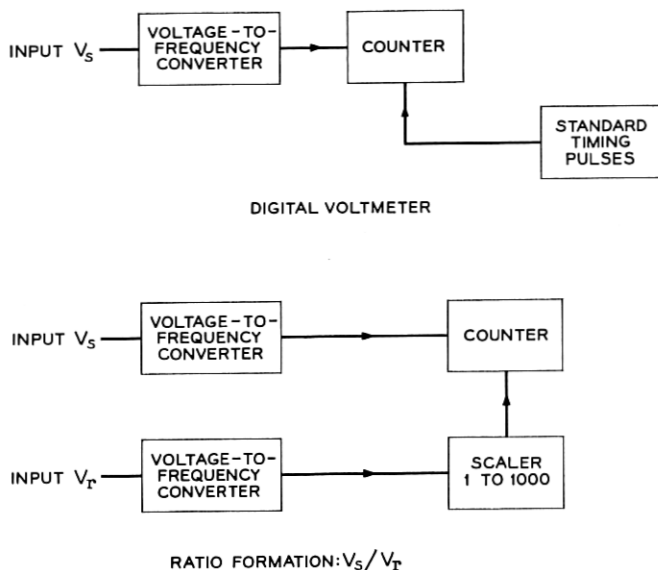 VOLTAGE-TO-
FREQUENCY
CONVERTER
INPUT Vs
COUNTER
STANDARD
TIMING
PULSES
DIGITAL VOLTMETER
INPUT Vs
VOLTAGE-TO-
FREQUENCY
CONVERTER
COUNTER
INPUT Vr
VOLTAGE-TO-
FREQUENCY
CONVERTER
SCALER
1 TO 1000
RATIO FORMATION: Vs/Vr